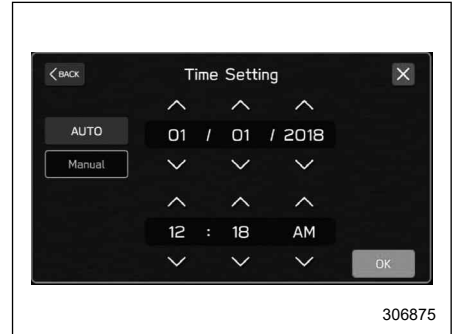 BACK
Time Setting
AUTO
01 / 01 / 2018
Manual
12 : 18 AM
OK
306875